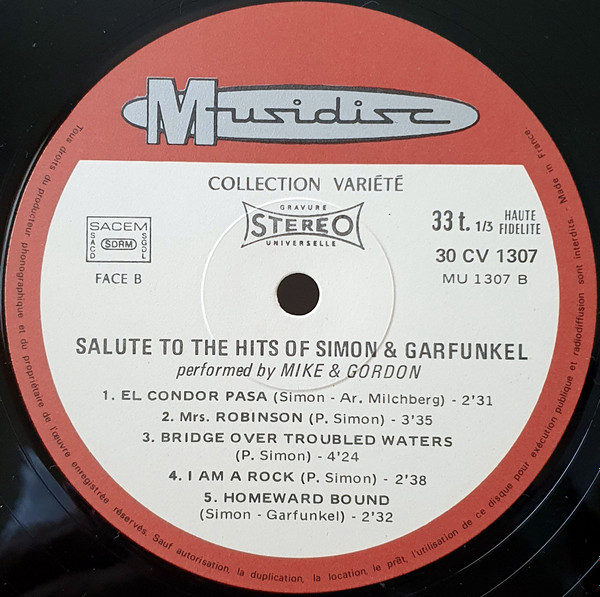 Musidisc
COLLECTION VARIÉTÉ
GRAVURE
STEREO
UNIVERSELLE
SACEM
SACD
SDRM
SGDL
FACE B
33 t. 1/3 HAUTE
FIDELITE
30 CV 1307
MU 1307 B
SALUTE TO THE HITS OF SIMON & GARFUNKEL
performed by MIKE & GORDON
1. EL CONDOR PASA (Simon - Ar. Milchberg) - 2'31
2. Mrs. ROBINSON (P. Simon) - 3'35
3. BRIDGE OVER TROUBLED WATERS
(P. Simon) - 4'24
4. I AM A ROCK (P. Simon) - 2'38
5. HOMEWARD BOUND
(Simon - Garfunkel) - 2'32
Tous droits du producteur phonographique et du propriétaire de l'œuvre enregistrée réservés. Sauf autorisation, la duplication, la location, le prêt, l'utilisation de ce disque pour exécution publique et radiodiffusion sont interdits. - Made in France